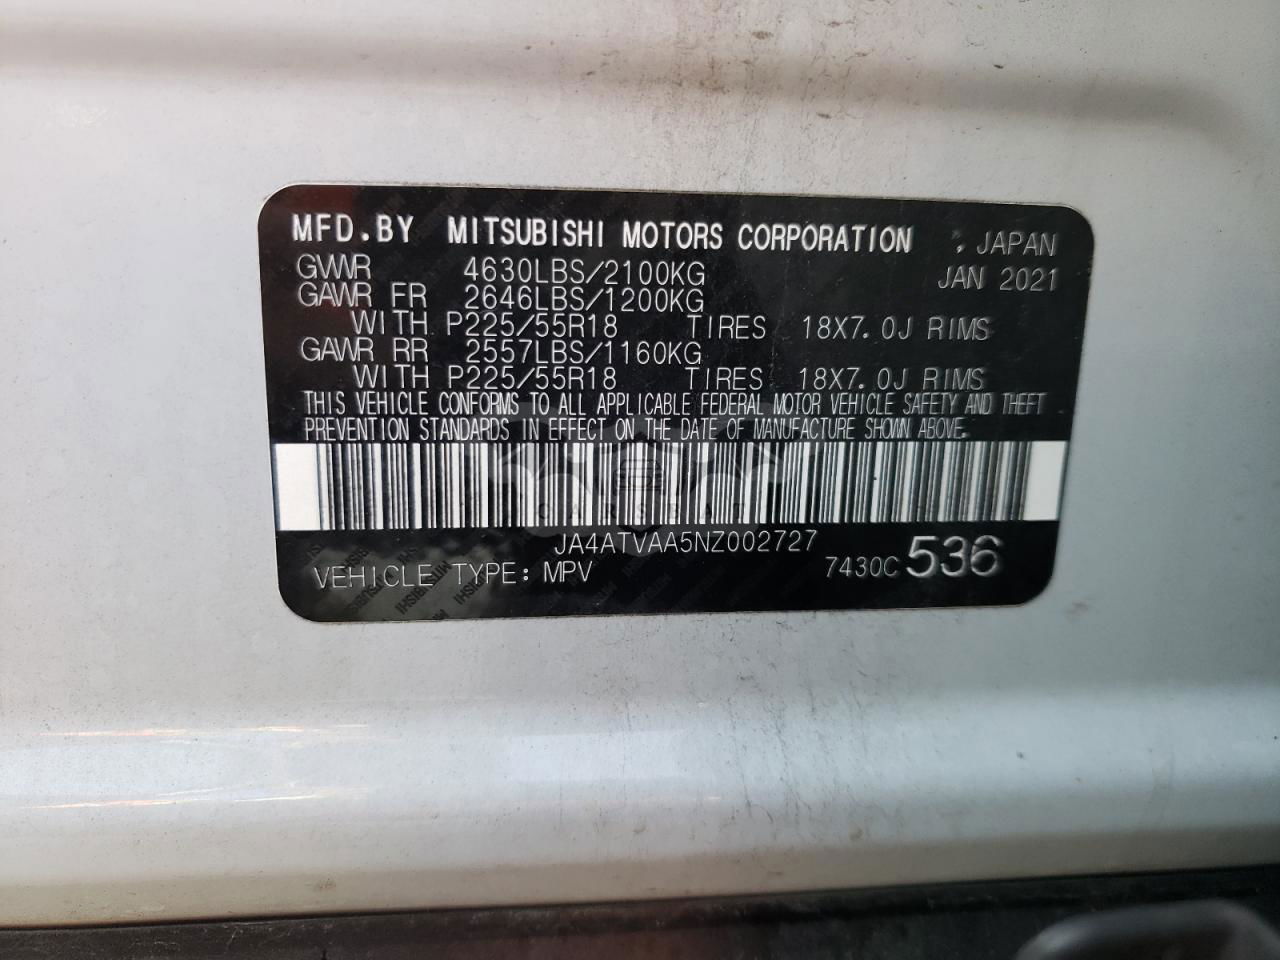 MFD.BY MITSUBISHI MOTORS CORPORATION , JAPAN
GVWR 4630LBS/2100KG JAN 2021
GAWR FR 2646LBS/1200KG
WITH P225/55R18 TIRES 18X7.0J RIMS
GAWR RR 2557LBS/1160KG
WITH P225/55R18 TIRES 18X7.0J RIMS
THIS VEHICLE CONFORMS TO ALL APPLICABLE FEDERAL MOTOR VEHICLE SAFETY AND THEFT
PREVENTION STANDARDS IN EFFECT ON THE DATE OF MANUFACTURE SHOWN ABOVE.
JA4ATVAA5NZ002727
VEHICLE TYPE: MPV 7430C 536